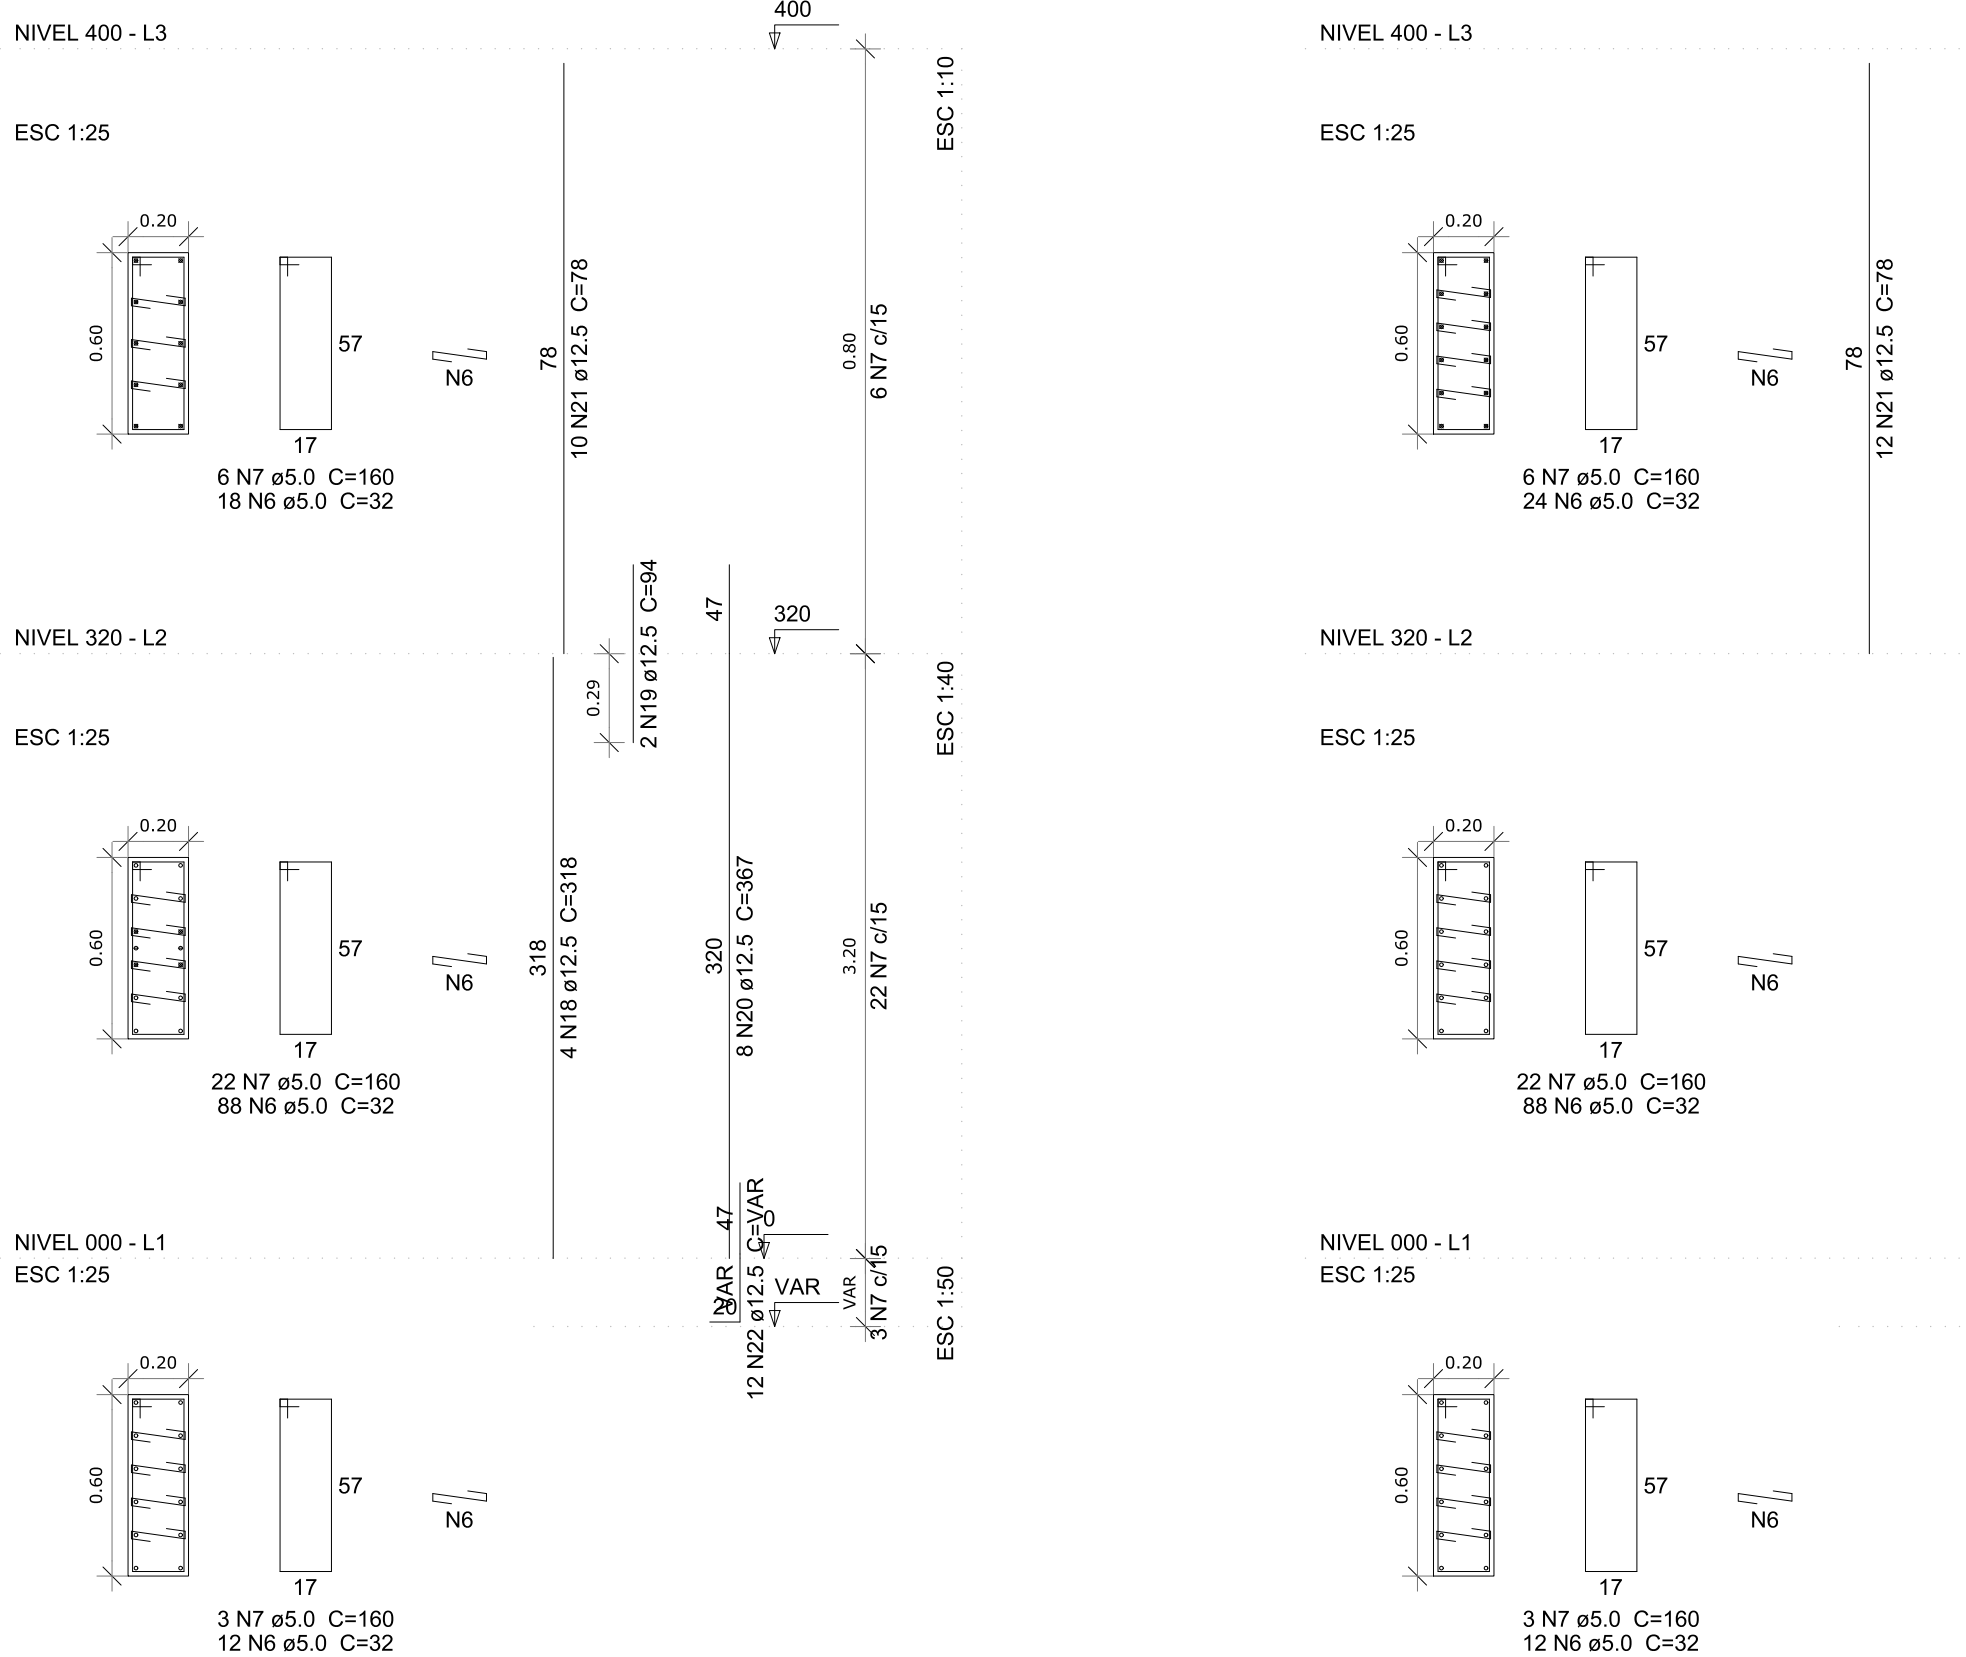 NIVEL 400 - L3
400
ESC 1:10
ESC 1:25
0.20
0.60
57
17
N6
6 N7 ø5.0 C=160
18 N6 ø5.0 C=32
78
10 N21 ø12.5 C=78
0.80
6 N7 c/15
NIVEL 320 - L2
320
ESC 1:40
ESC 1:25
0.29
2 N19 ø12.5 C=94
47
0.20
0.60
57
17
N6
22 N7 ø5.0 C=160
88 N6 ø5.0 C=32
318
4 N18 ø12.5 C=318
320
8 N20 ø12.5 C=367
3.20
22 N7 c/15
NIVEL 000 - L1
ESC 1:25
47
0
VAR
20
12 N22 ø12.5 C=VAR
VAR
VAR
3 N7 c/15
ESC 1:50
0.20
0.60
57
17
N6
3 N7 ø5.0 C=160
12 N6 ø5.0 C=32
NIVEL 400 - L3
ESC 1:25
0.20
0.60
57
17
N6
6 N7 ø5.0 C=160
24 N6 ø5.0 C=32
78
12 N21 ø12.5 C=78
NIVEL 320 - L2
ESC 1:25
0.20
0.60
57
17
N6
22 N7 ø5.0 C=160
88 N6 ø5.0 C=32
NIVEL 000 - L1
ESC 1:25
0.20
0.60
57
17
N6
3 N7 ø5.0 C=160
12 N6 ø5.0 C=32